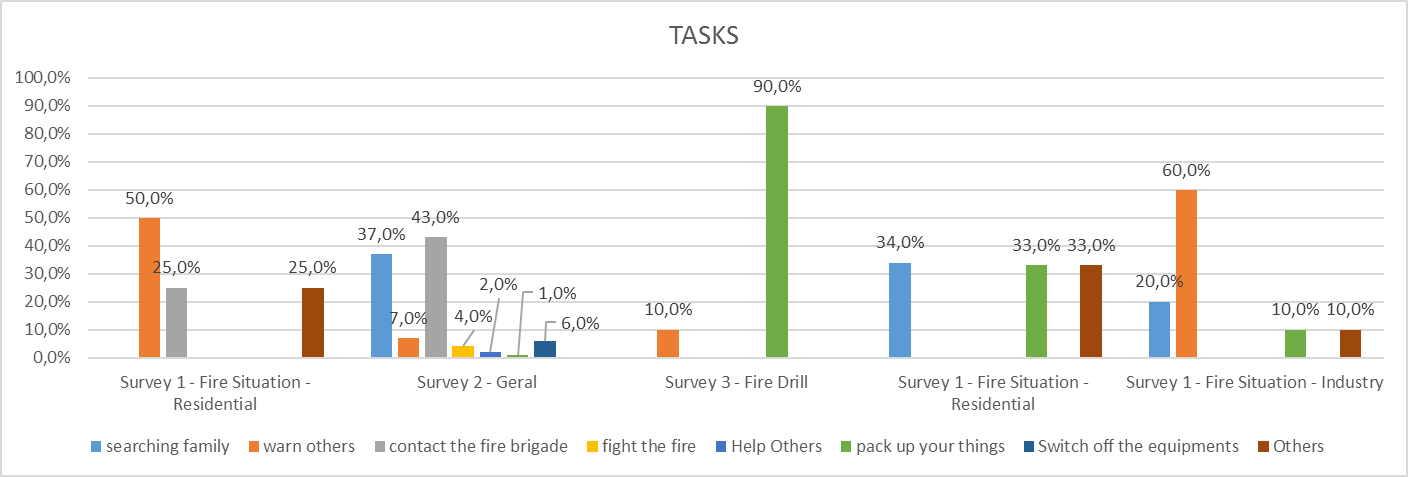 TASKS
100,0%
90,0%
80,0%
70,0%
60,0%
50,0%
40,0%
30,0%
20,0%
10,0%
0,0%
50,0%
25,0%
25,0%
37,0%
7,0%
43,0%
4,0%
2,0%
1,0%
6,0%
10,0%
90,0%
34,0%
33,0%
33,0%
20,0%
60,0%
10,0%
10,0%
Survey 1 - Fire Situation -
Residential
Survey 2 - Geral
Survey 3 - Fire Drill
Survey 1 - Fire Situation -
Residential
Survey 1 - Fire Situation - Industry
searching family
warn others
contact the fire brigade
fight the fire
Help Others
pack up your things
Switch off the equipments
Others